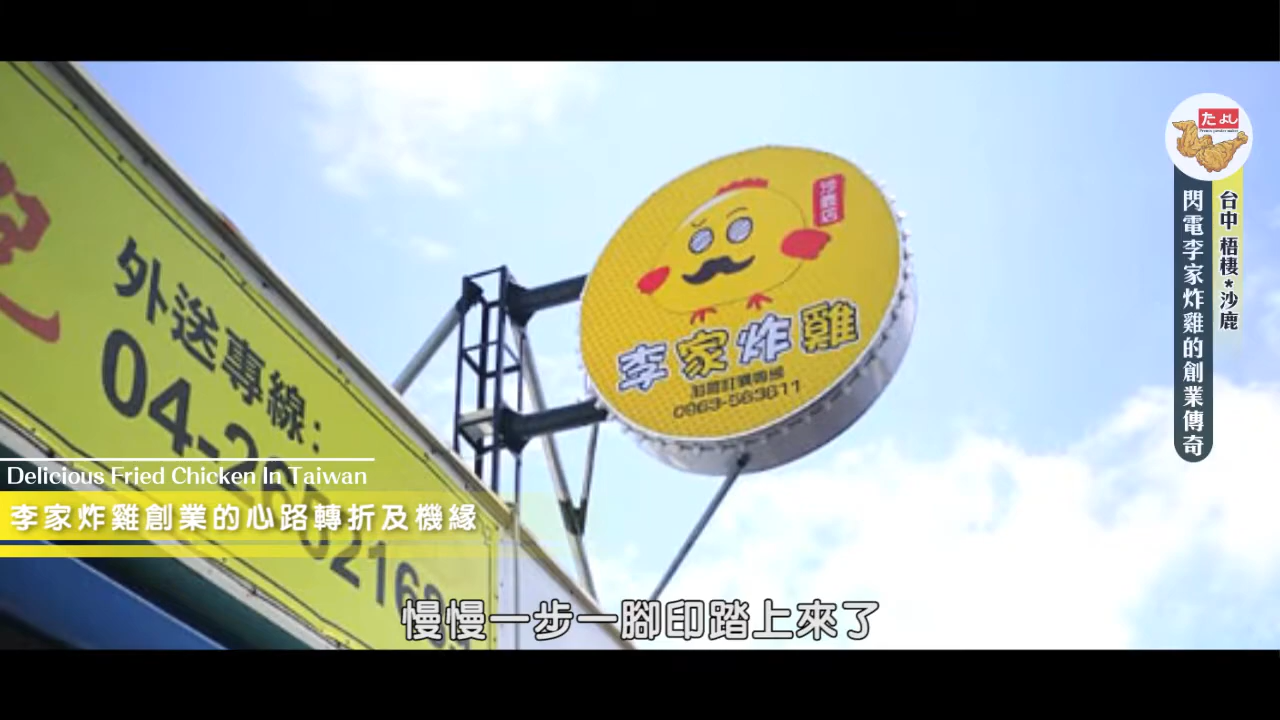 たよし
台中 梧棲*沙鹿
閃電李家炸雞的創業傳奇
沙鹿店
李家炸雞
0963-563611
外送專線:
04-26521683
Delicious Fried Chicken In Taiwan
李家炸雞創業的心路轉折及機緣
慢慢一步一腳印踏上來了